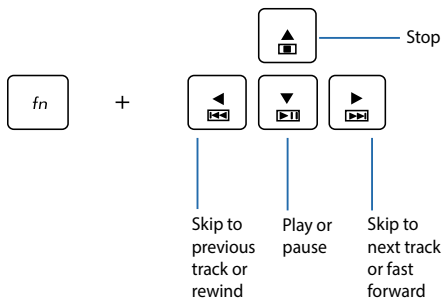 Stop
fn +
Skip to
previous
track or
rewind
Play or
pause
Skip to
next track
or fast
forward